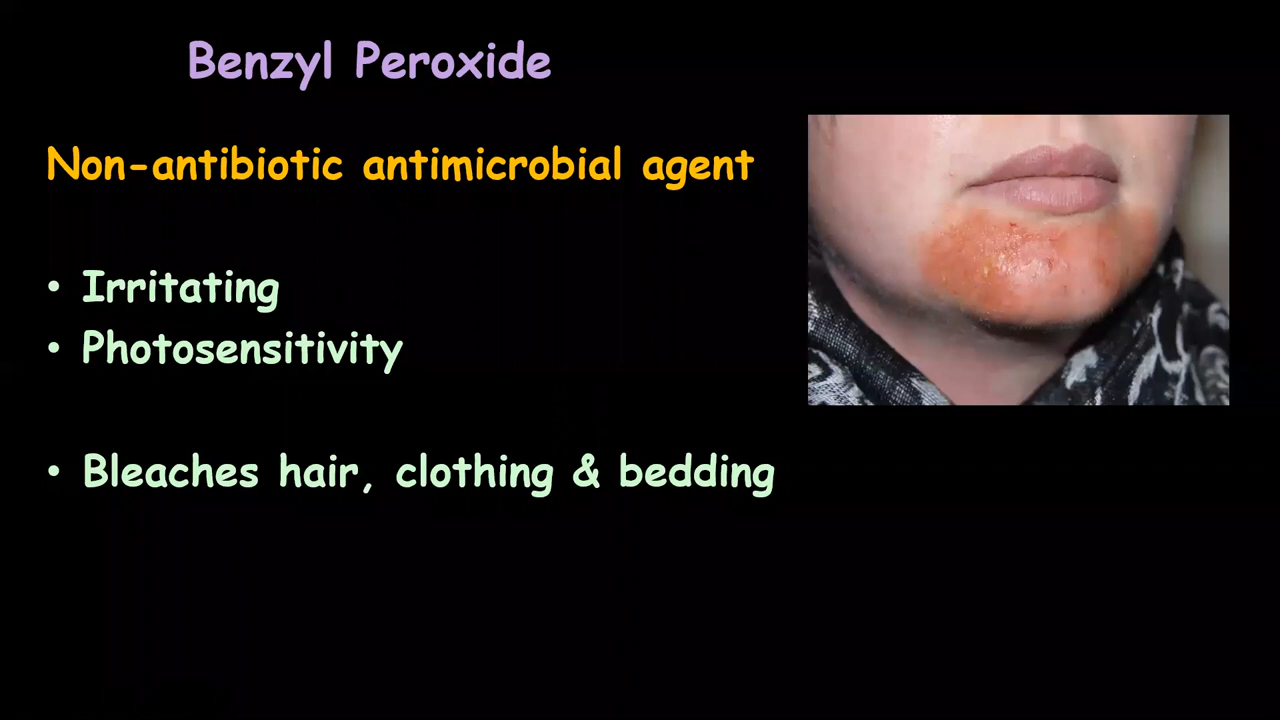 Benzyl Peroxide
Non-antibiotic antimicrobial agent
• Irritating
• Photosensitivity
• Bleaches hair, clothing & bedding